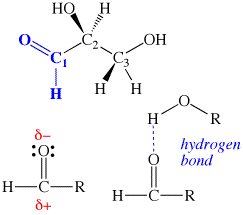 HO H
O C₂ OH
C₁ C₃
H H H
δ−
:O:
H C R
δ+
H O R
hydrogen
bond
O
H C R